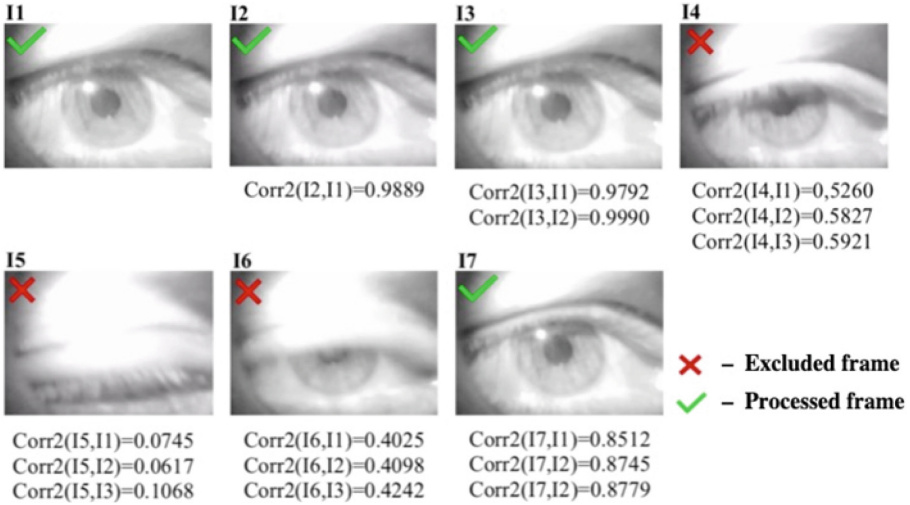 I1
I2
I3
I4
Corr2(I2,I1)=0.9889
Corr2(I3,I1)=0.9792
Corr2(I3,I2)=0.9990
Corr2(I4,I1)=0,5260
Corr2(I4,I2)=0.5827
Corr2(I4,I3)=0.5921
I5
I6
I7
– Excluded frame
– Processed frame
Corr2(I5,I1)=0.0745
Corr2(I5,I2)=0.0617
Corr2(I5,I3)=0.1068
Corr2(I6,I1)=0.4025
Corr2(I6,I2)=0.4098
Corr2(I6,I3)=0.4242
Corr2(I7,I1)=0.8512
Corr2(I7,I2)=0.8745
Corr2(I7,I2)=0.8779